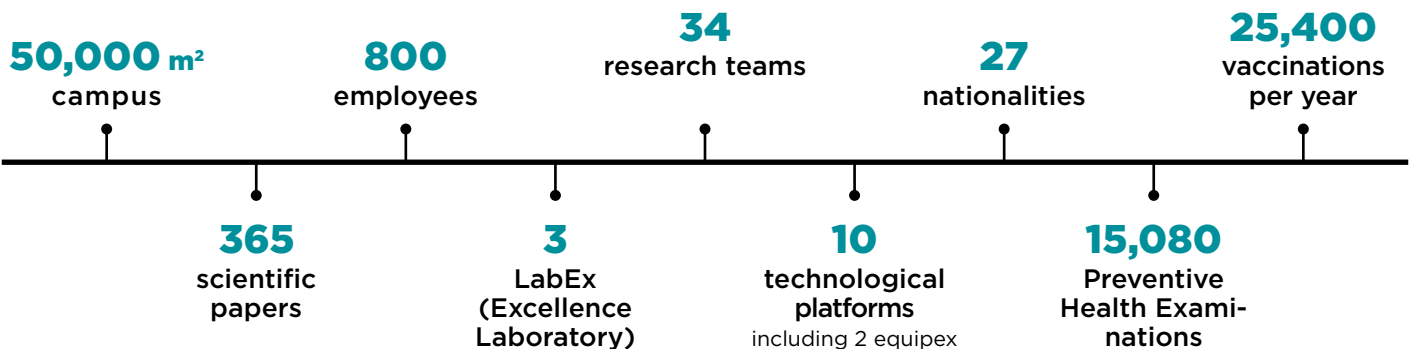 50,000 m²
campus
800
employees
34
research teams
27
nationalities
25,400
vaccinations
per year
365
scientific
papers
3
LabEx
(Excellence
Laboratory)
10
technological
platforms
including 2 equipex
15,080
Preventive
Health Exami-
nations